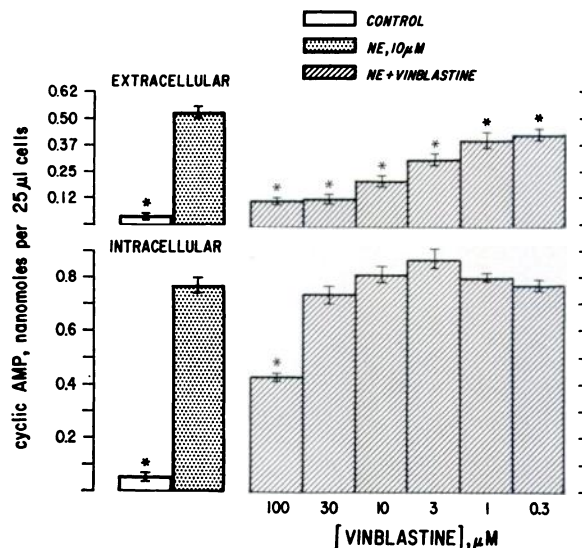 CONTROL
NE, 10μM
NE + VINBLASTINE
EXTRACELLULAR
0.62
0.50
0.37
0.25
0.12
*
* * * * * *
INTRACELLULAR
0.8
0.6
0.4
0.2
*
*
cyclic AMP, nanomoles per 25 μl cells
100 30 10 3 1 0.3
[VINBLASTINE], μM